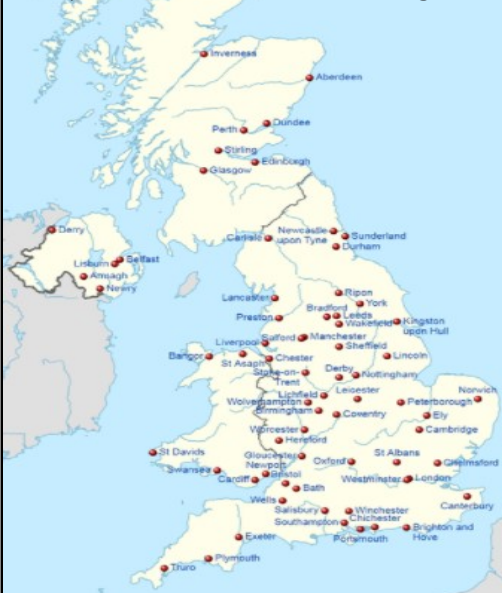 Inverness
Aberdeen
Dundee
Perth
Stirling
Edinburgh
Glasgow
Derry
Newcastle
upon Tyne
Sunderland
Carlisle
Durham
Belfast
Lisburn
Armagh
Newry
Lancaster
Ripon
York
Bradford
Leeds
Preston
Wakefield
Kingston
upon Hull
Salford
Manchester
Liverpool
Sheffield
Bangor
St Asaph
Chester
Lincoln
Stoke-on-
Trent
Derby
Nottingham
Lichfield
Leicester
Norwich
Wolverhampton
Peterborough
Birmingham
Coventry
Ely
Worcester
Cambridge
Hereford
St Davids
Gloucester
Oxford
St Albans
Chelmsford
Newport
Swansea
Cardiff
Bristol
Westminster
London
Bath
Wells
Canterbury
Salisbury
Winchester
Southampton
Chichester
Portsmouth
Brighton and
Hove
Exeter
Plymouth
Truro